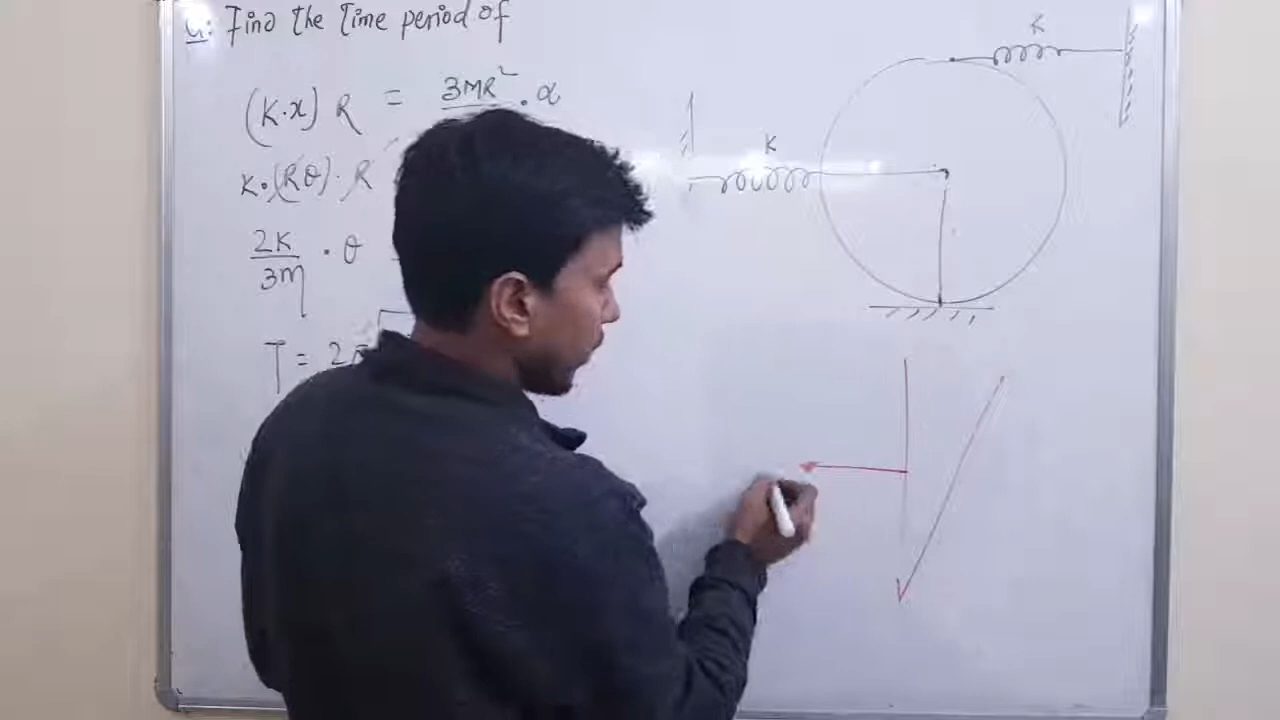 Q: Find the Time period of
(K·x) R = 3MR² · α
K·(Rθ)·R
2K/3M · θ
T = 2π
K
K